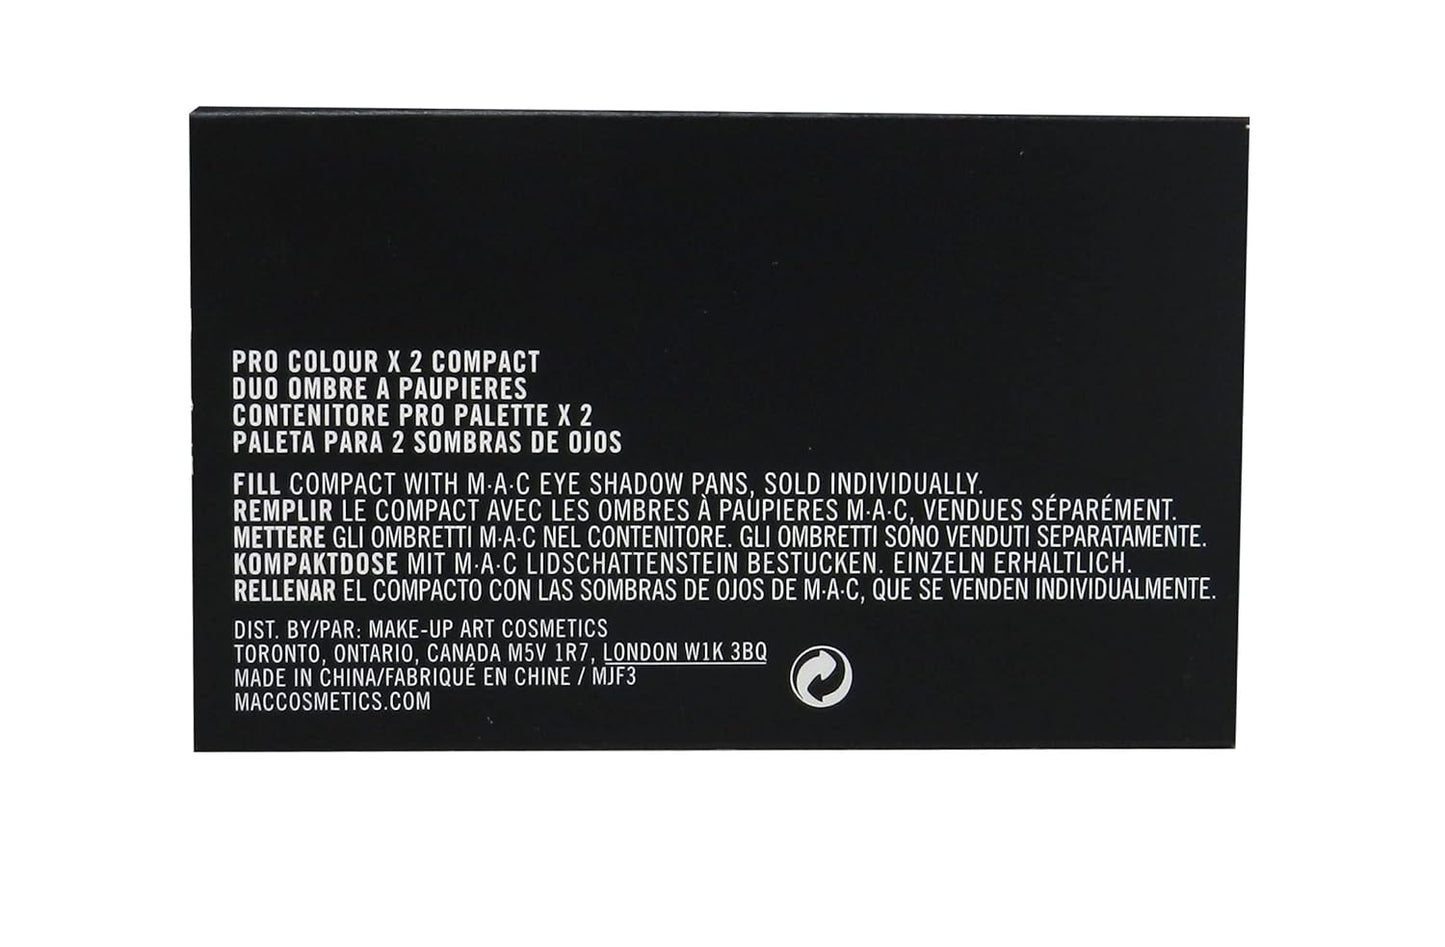 PRO COLOUR X 2 COMPACT
DUO OMBRE A PAUPIERES
CONTENITORE PRO PALETTE X 2
PALETA PARA 2 SOMBRAS DE OJOS
FILL COMPACT WITH M·A·C EYE SHADOW PANS, SOLD INDIVIDUALLY.
REMPLIR LE COMPACT AVEC LES OMBRES À PAUPIERES M·A·C, VENDUES SÉPARÉMENT.
METTERE GLI OMBRETTI M·A·C NEL CONTENITORE. GLI OMBRETTI SONO VENDUTI SEPARATAMENTE.
KOMPAKTDOSE MIT M·A·C LIDSCHATTENSTEIN BESTUCKEN. EINZELN ERHALTLICH.
RELLENAR EL COMPACTO CON LAS SOMBRAS DE OJOS DE M·A·C, QUE SE VENDEN INDIVIDUALMENTE.
DIST. BY/PAR: MAKE-UP ART COSMETICS
TORONTO, ONTARIO, CANADA M5V 1R7, LONDON W1K 3BQ
MADE IN CHINA/FABRIQUÉ EN CHINE / MJF3
MACCOSMETICS.COM